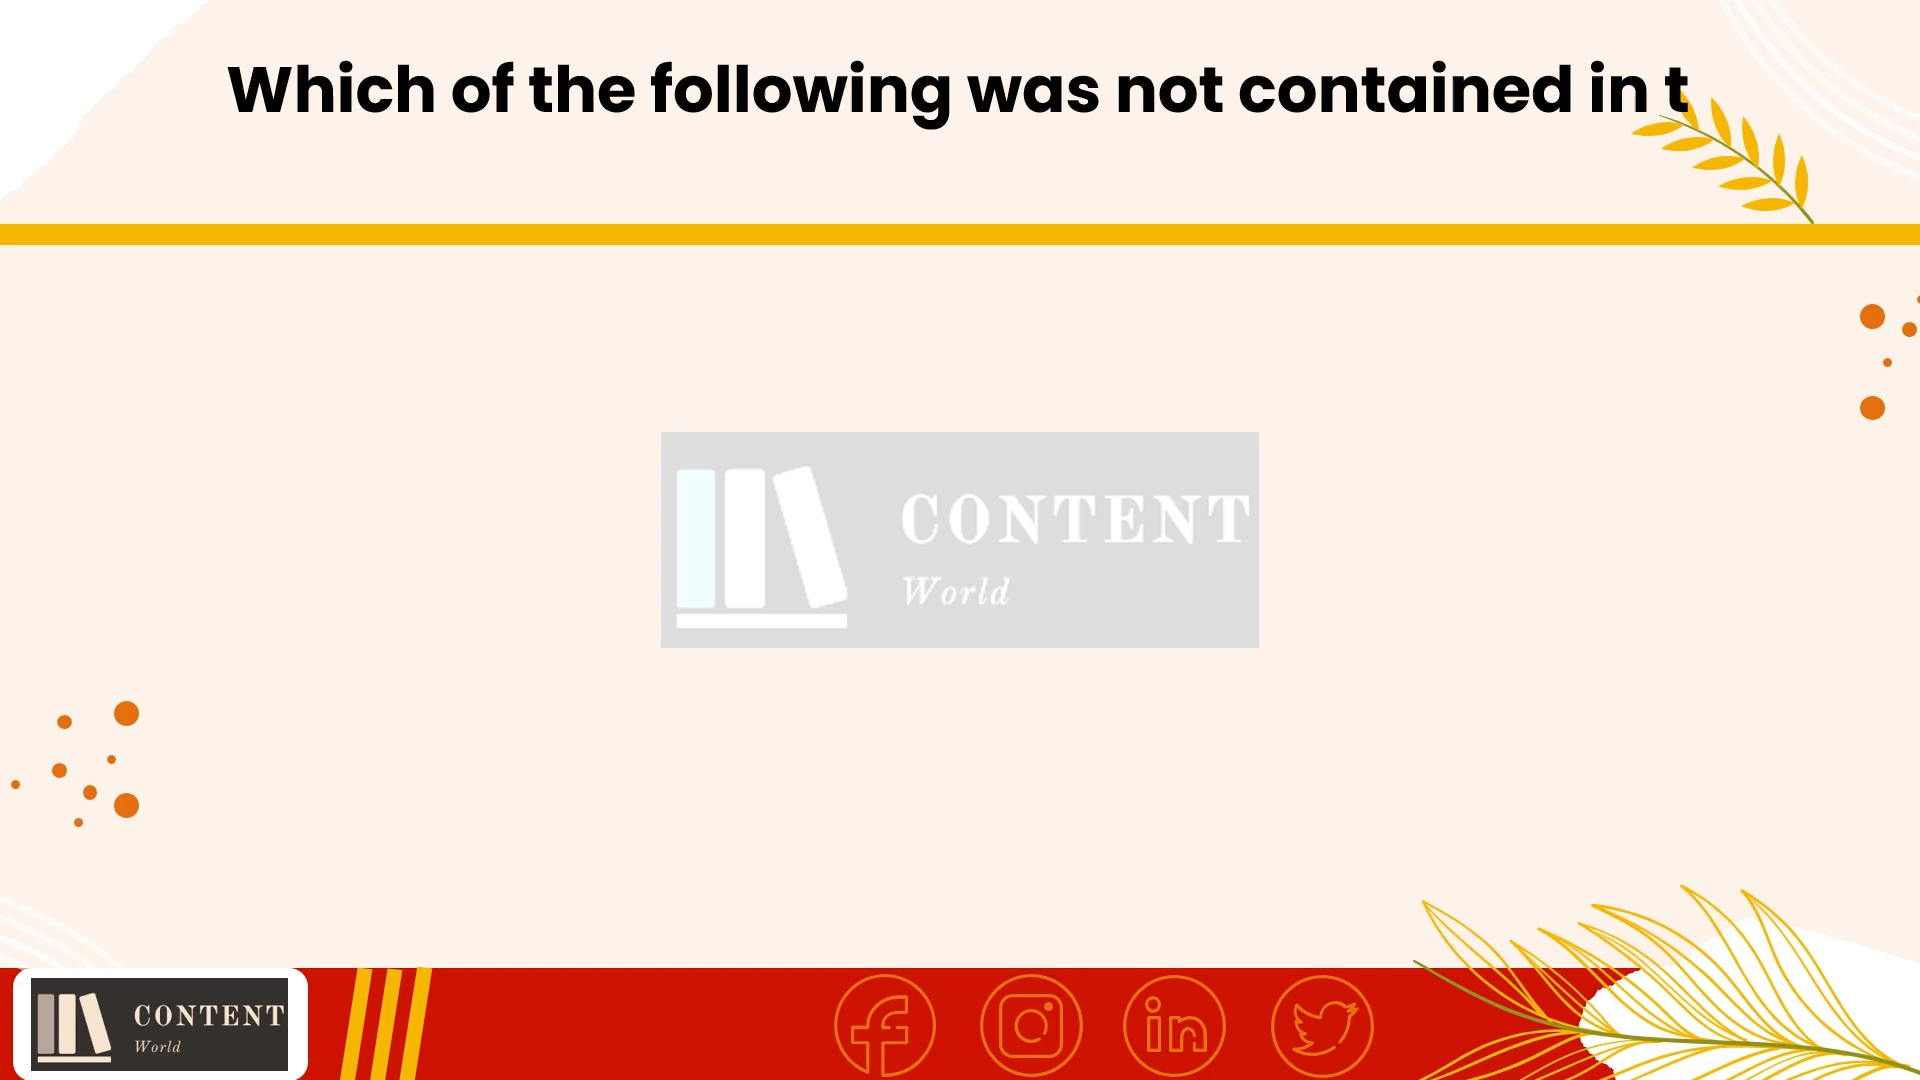 Which of the following was not contained in t
CONTENT
World
CONTENT
World